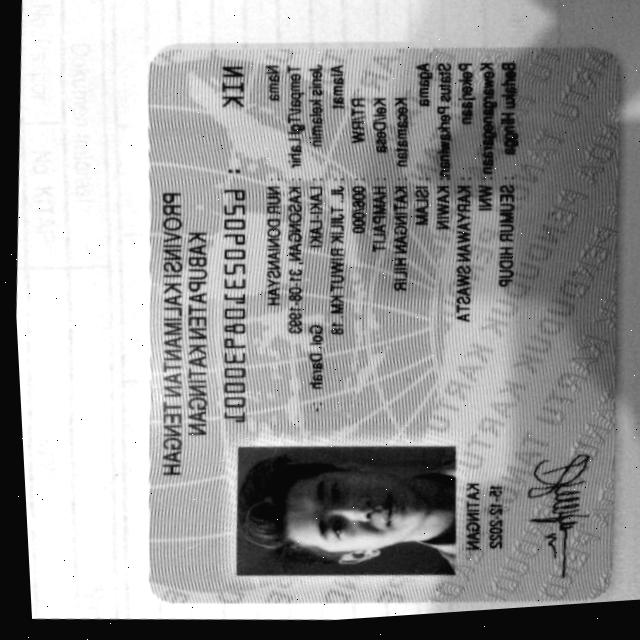 PROVINSI KALIMANTAN TENGAH
KABUPATEN KATINGAN
NIK :
Nama : NUR DONIANSYAH
Tempat/Tgl Lahir : KASONGAN, 31-08-1993
Jenis kelamin : LAKI-LAKI Gol. Darah : -
Alamat : JL. TJILIK RIWUT KM 18
RT/RW : 006/000
Kel/Desa : HAMPALIT
Kecamatan : KATINGAN HILIR
Agama : ISLAM
Status Perkawinan : KAWIN
Pekerjaan : KARYAWAN SWASTA
Kewarganegaraan : WNI
Berlaku Hingga : SEUMUR HIDUP
KATINGAN
15-12-2022